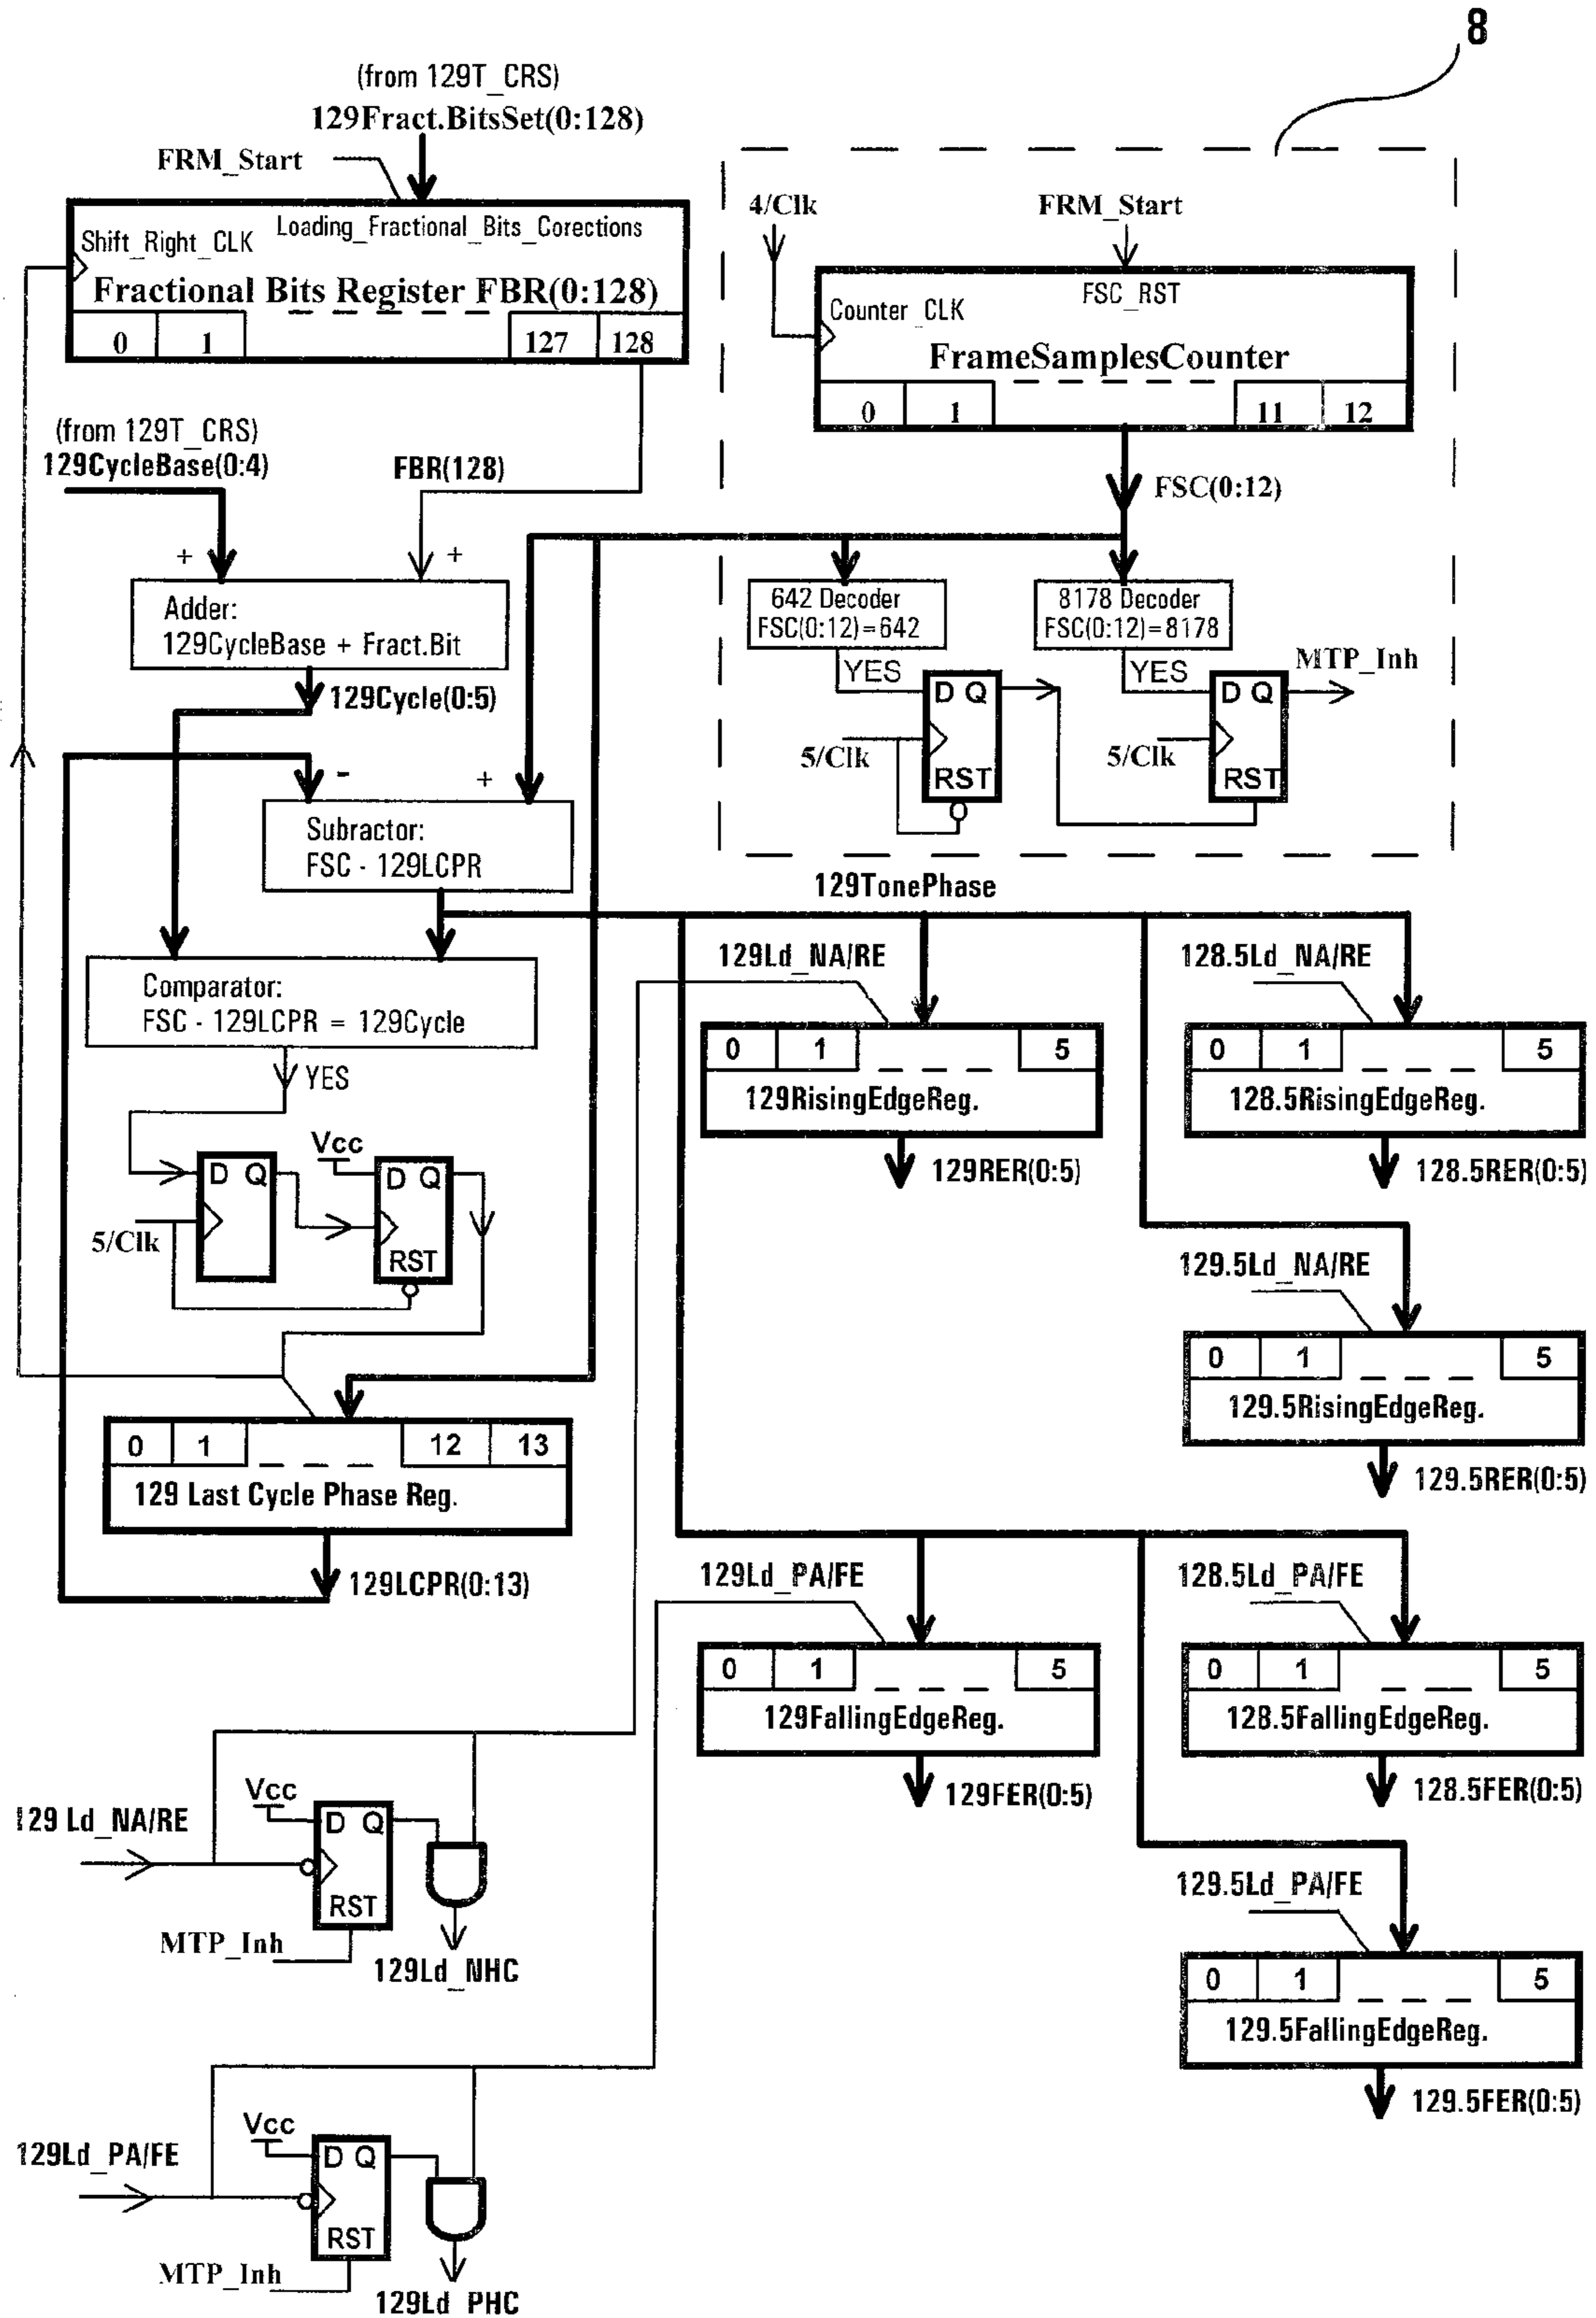 8
(from 129T_CRS)
129Fract.BitsSet(0:128)
FRM_Start
Shift_Right_CLK
Loading_Fractional_Bits_Corections
Fractional Bits Register FBR(0:128)
0 1 127 128
4/Clk
FRM_Start
Counter_CLK
FSC_RST
FrameSamplesCounter
0 1 11 12
(from 129T_CRS)
129CycleBase(0:4)
FBR(128)
FSC(0:12)
+ +
Adder:
129CycleBase + Fract.Bit
129Cycle(0:5)
642 Decoder
FSC(0:12)=642
8178 Decoder
FSC(0:12)=8178
YES
YES
MTP_Inh
D Q
D Q
5/Clk
5/Clk
RST
RST
- +
Subractor:
FSC - 129LCPR
129TonePhase
Comparator:
FSC - 129LCPR = 129Cycle
YES
129Ld_NA/RE
128.5Ld_NA/RE
0 1 5
129RisingEdgeReg.
0 1 5
128.5RisingEdgeReg.
129RER(0:5)
128.5RER(0:5)
Vcc
D Q
D Q
5/Clk
RST
129.5Ld_NA/RE
0 1 5
129.5RisingEdgeReg.
129.5RER(0:5)
0 1 12 13
129 Last Cycle Phase Reg.
129LCPR(0:13)
129Ld_PA/FE
128.5Ld_PA/FE
0 1 5
129FallingEdgeReg.
0 1 5
128.5FallingEdgeReg.
129FER(0:5)
128.5FER(0:5)
129 Ld_NA/RE
Vcc
D Q
RST
MTP_Inh
129Ld_NHC
129.5Ld_PA/FE
0 1 5
129.5FallingEdgeReg.
129.5FER(0:5)
129Ld_PA/FE
Vcc
D Q
RST
MTP_Inh
129Ld_PHC